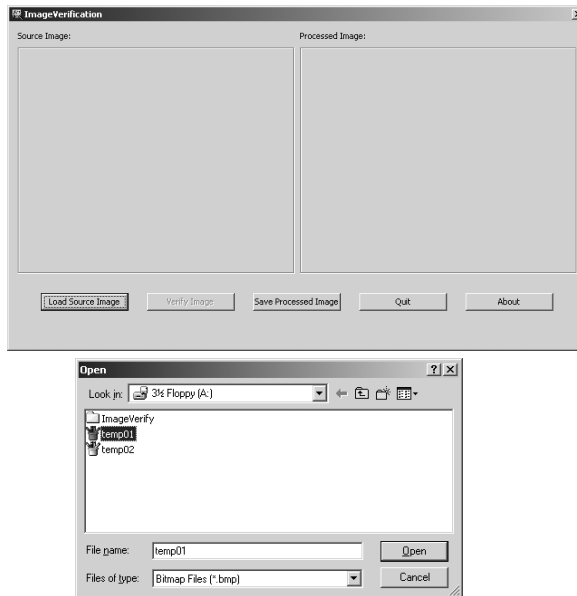 ImageVerification
Source Image: Processed Image:
Load Source Image Verify Image Save Processed Image Quit About
Open
Look in: 3½ Floppy (A:)
ImageVerify
temp01
temp02
File name: temp01 Open
Files of type: Bitmap Files (*.bmp) Cancel